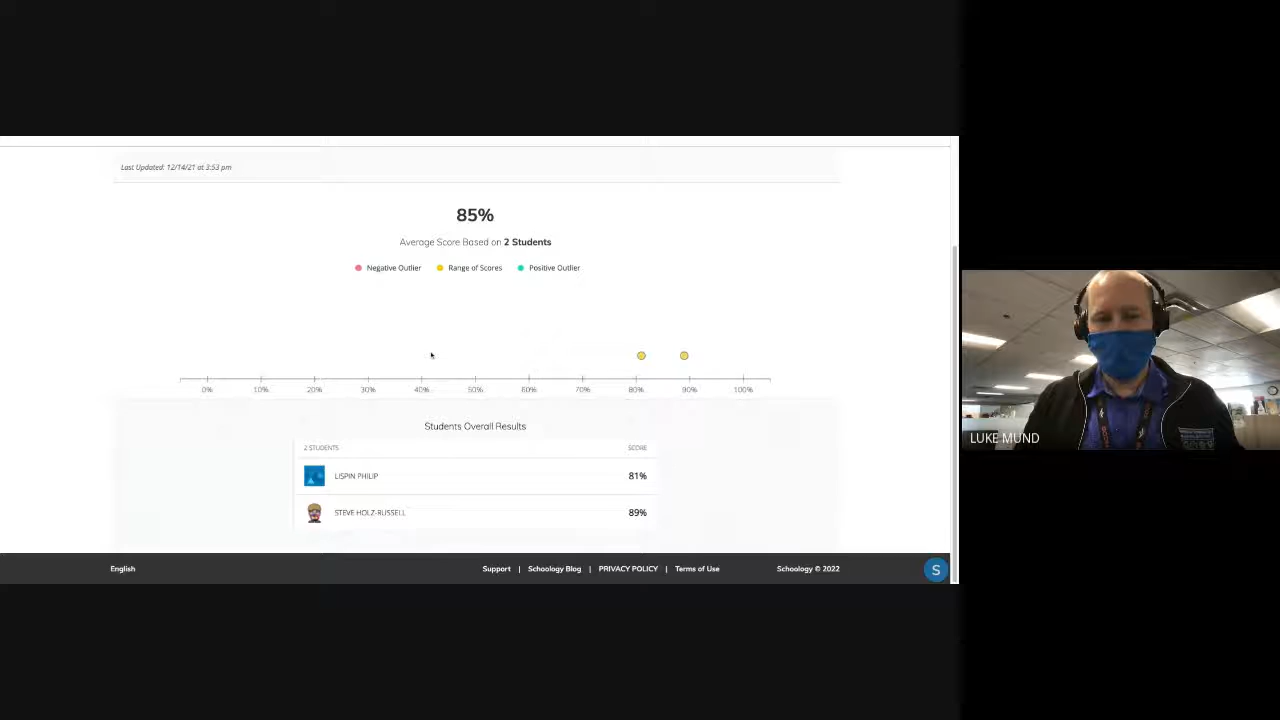 Last Updated: 12/14/21 at 3:53 pm
85%
Average Score Based on 2 Students
Negative Outlier Range of Scores Positive Outlier
0% 10% 20% 30% 40% 50% 60% 70% 80% 90% 100%
Students Overall Results
2 STUDENTS SCORE
LISPIN PHILIP 81%
STEVE HOLZ-RUSSELL 89%
English Support | Schoology Blog | PRIVACY POLICY | Terms of Use Schoology © 2022
S
LUKE MUND